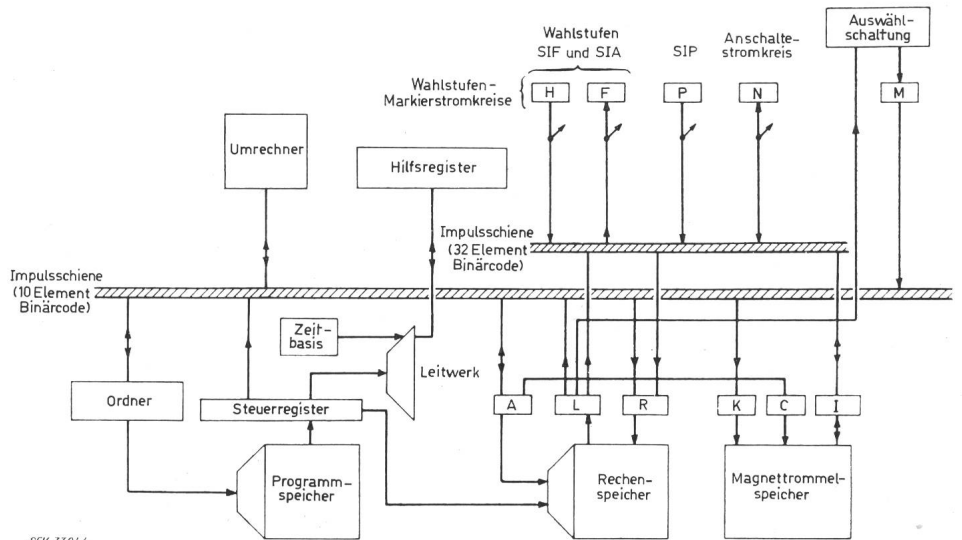 Wahlstufen
SIF und SIA
SIP
Anschalte-
stromkreis
Auswähl-
schaltung
Wahlstufen-
Markierstromkreise
H
F
P
N
M
Umrechner
Hilfsregister
Impulsschiene
(32 Element
Binärcode)
Impulsschiene
(10 Element
Binärcode)
Zeit-
basis
Leitwerk
Ordner
Steuerregister
A
L
R
K
C
I
Programm-
speicher
Rechen-
speicher
Magnettrommel-
speicher